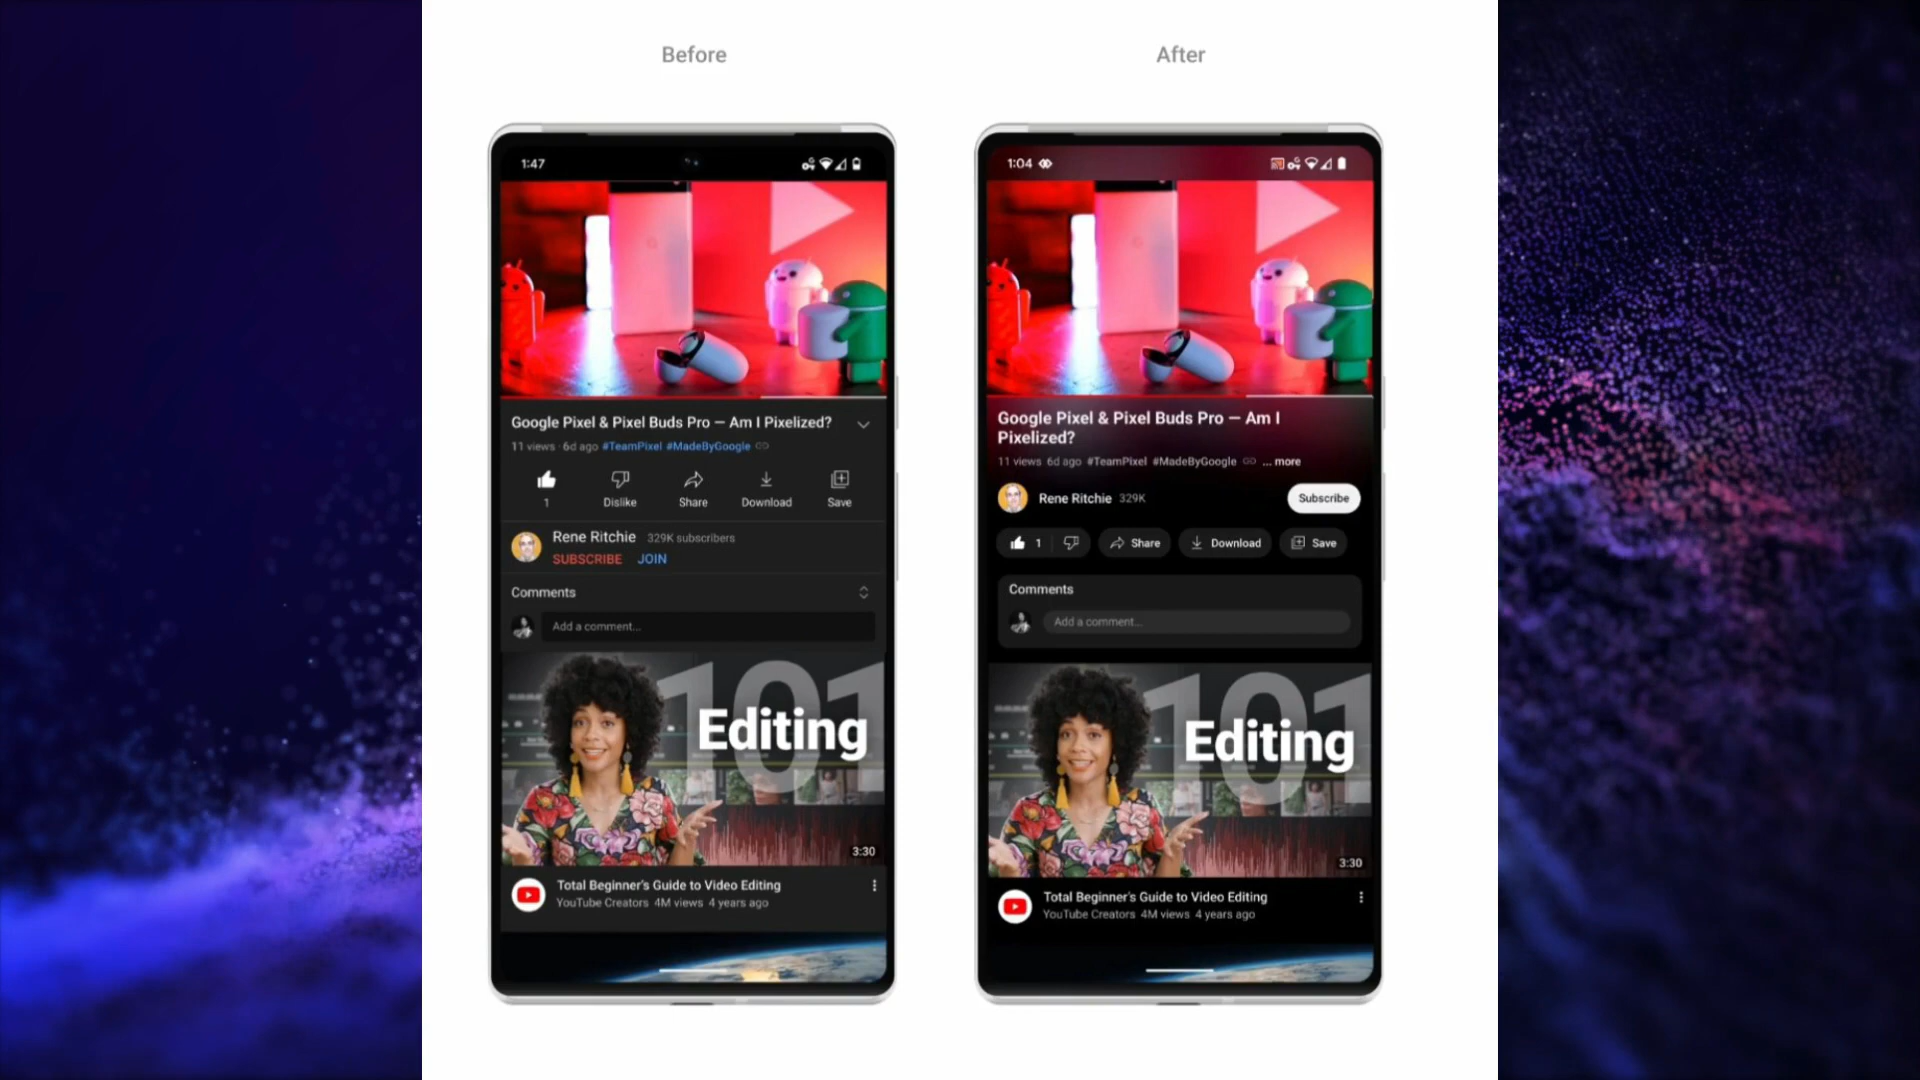 Before
1:47
Google Pixel & Pixel Buds Pro — Am I Pixelized?
11 views · 6d ago #TeamPixel #MadeByGoogle
1
Dislike
Share
Download
Save
Rene Ritchie 329K subscribers
SUBSCRIBE JOIN
Comments
Add a comment...
101
Editing
3:30
Total Beginner's Guide to Video Editing
YouTube Creators 4M views 4 years ago
After
1:04
Google Pixel & Pixel Buds Pro — Am I
Pixelized?
11 views 6d ago #TeamPixel #MadeByGoogle ... more
Rene Ritchie 329K
Subscribe
1
Share
Download
Save
Comments
Add a comment...
101
Editing
3:30
Total Beginner's Guide to Video Editing
YouTube Creators 4M views 4 years ago